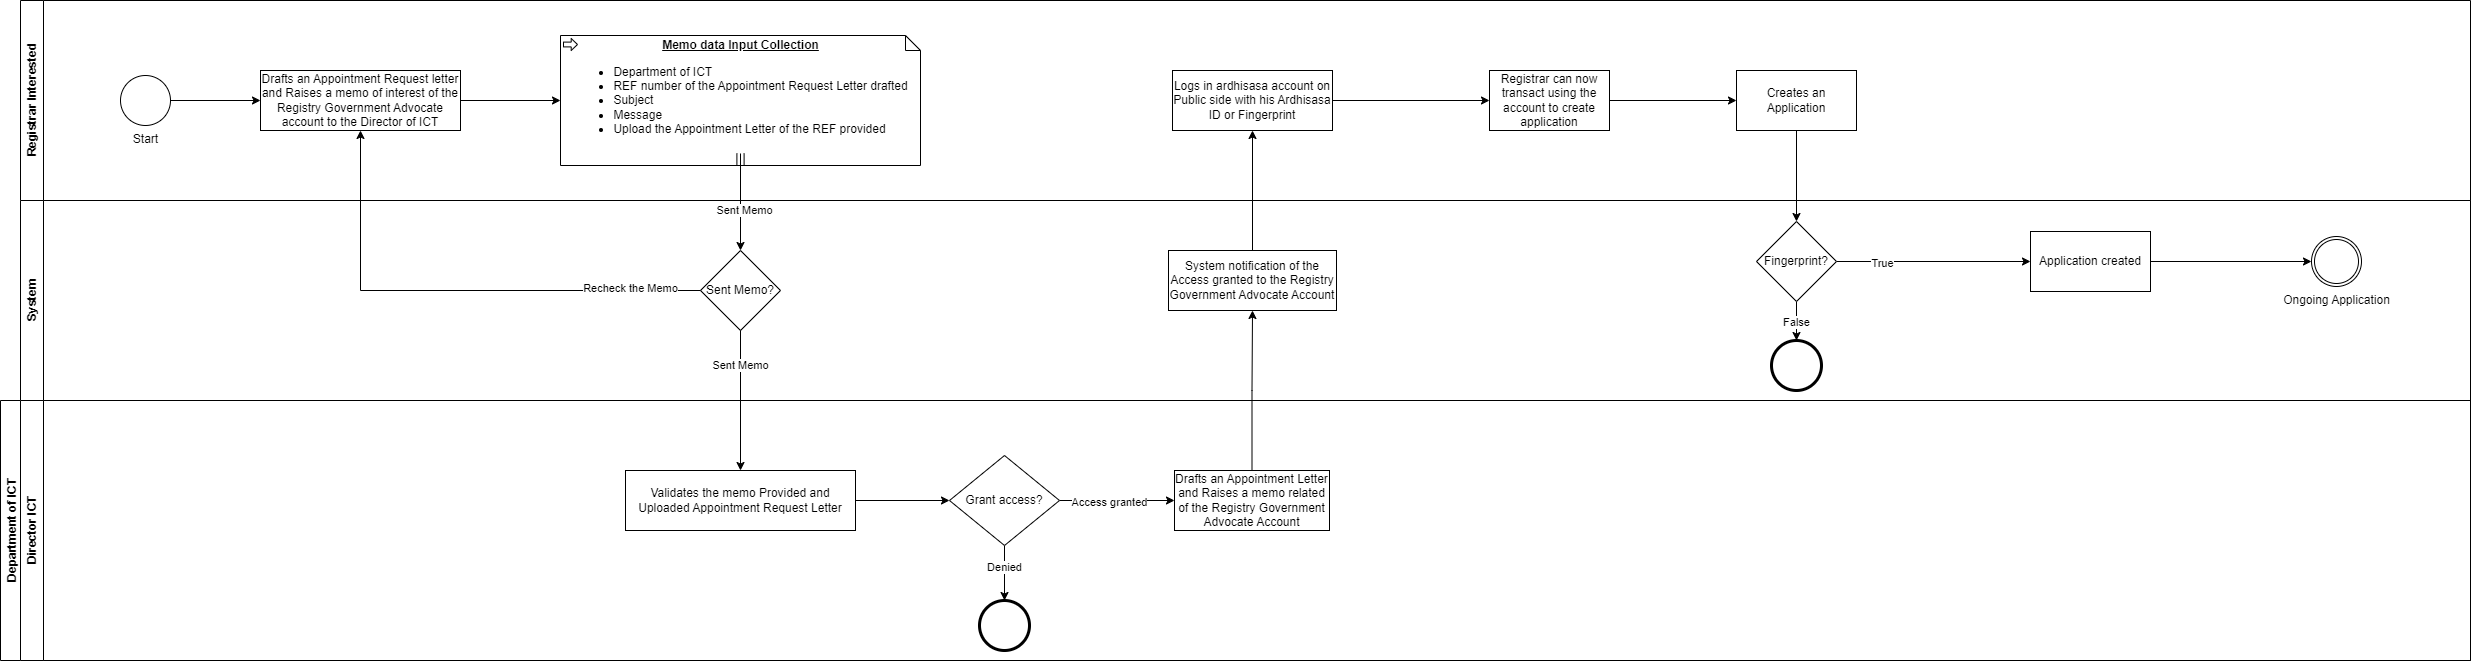 Registrar Interested
Start
Drafts an Appointment Request letter
and Raises a memo of interest of the
Registry Government Advocate
account to the Director of ICT
Memo data Input Collection
• Department of ICT
• REF number of the Appointment Request Letter drafted
• Subject
• Message
• Upload the Appointment Letter of the REF provided
Logs in ardhisasa account on
Public side with his Ardhisasa
ID or Fingerprint
Registrar can now
transact using the
account to create
application
Creates an
Application
System
Sent Memo
Sent Memo?
Recheck the Memo
Sent Memo
System notification of the
Access granted to the Registry
Government Advocate Account
Fingerprint?
True
False
Application created
Ongoing Application
Department of ICT
Director ICT
Validates the memo Provided and
Uploaded Appointment Request Letter
Grant access?
Access granted
Denied
Drafts an Appointment Letter
and Raises a memo related
of the Registry Government
Advocate Account